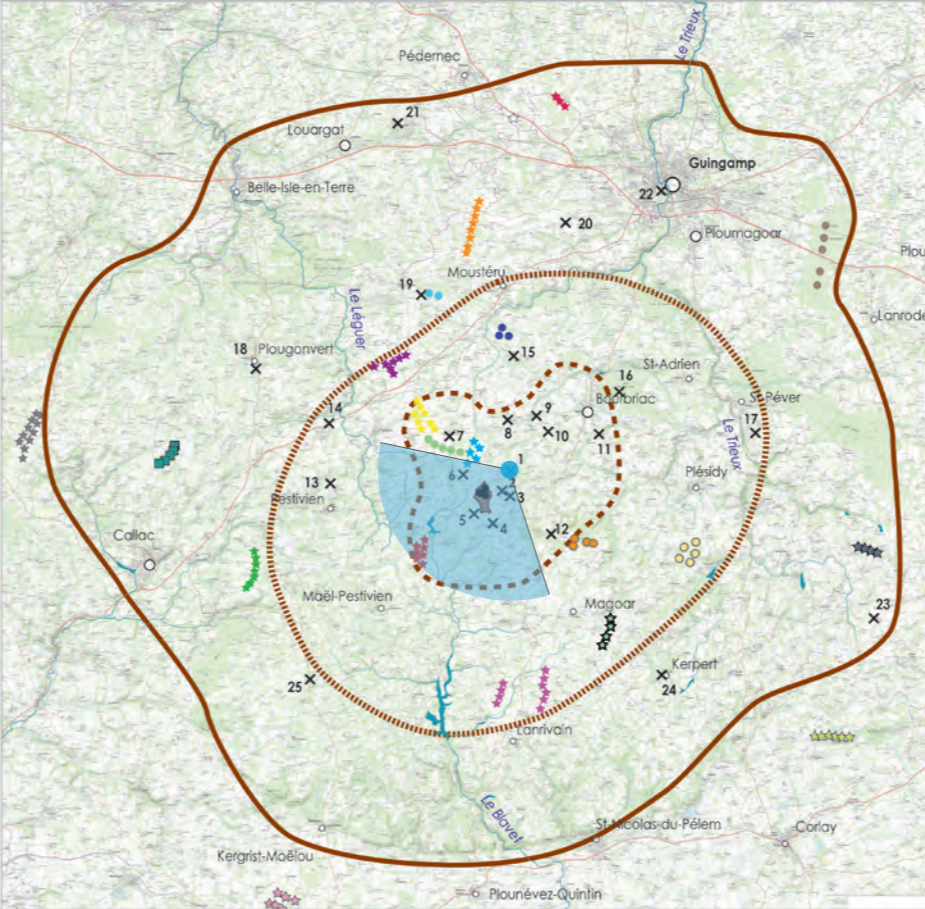 Le Trieux
Pédernec
21
Louargat
Guingamp
22
Belle-Isle-en-Terre
20
Ploumagoar
Plou
Moustéru
19
Le Léguer
Lanrode
18 Plougonvert
15
St-Adrien
16
Bourbriac
St-Péver
14
9
17
8
10
11
7
Le Trieux
1
6
2
Plésidy
13
3
Pestivien
5
4
12
Callac
Maël-Pestivien
Magoar
23
Kerpert
24
25
Lanrivain
Le Blavet
St-Nicolas-du-Pélem
Corlay
Kergrist-Moëlou
Plounévez-Quintin